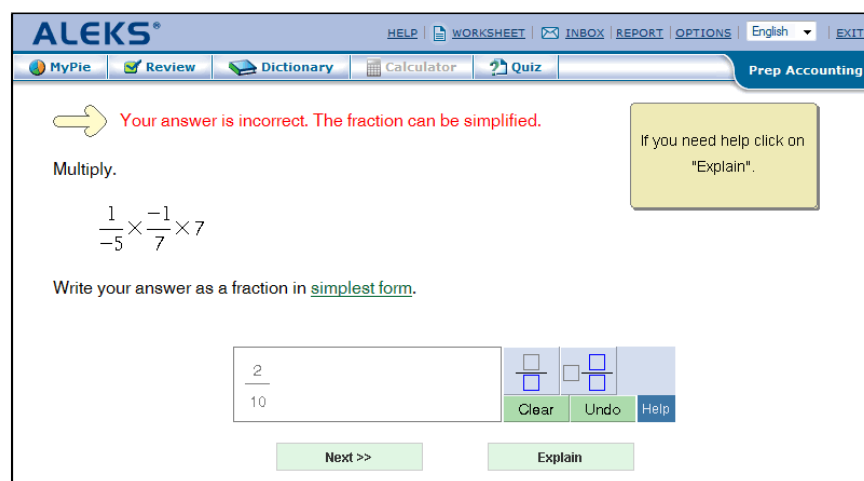 ALEKS®
HELP | WORKSHEET | INBOX | REPORT | OPTIONS | English | EXIT
MyPie Review Dictionary Calculator Quiz Prep Accounting
Your answer is incorrect. The fraction can be simplified.
If you need help click on
"Explain".
Multiply.
1/-5 × -1/7 × 7
Write your answer as a fraction in simplest form.
2
10
Clear Undo Help
Next >> Explain